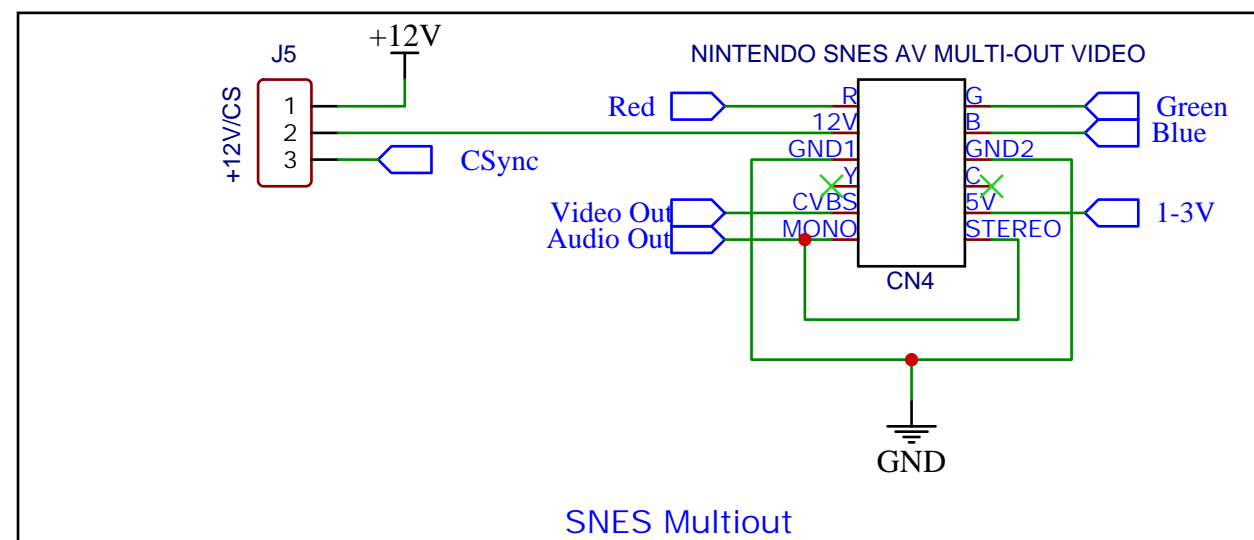 +12V
J5
NINTENDO SNES AV MULTI-OUT VIDEO
+12V/CS
1
2
3
CSync
Red
R
G
Green
12V
B
Blue
GND1
GND2
Y
C
Video Out
CVBS
5V
1-3V
Audio Out
MONO
STEREO
CN4
GND
SNES Multiout